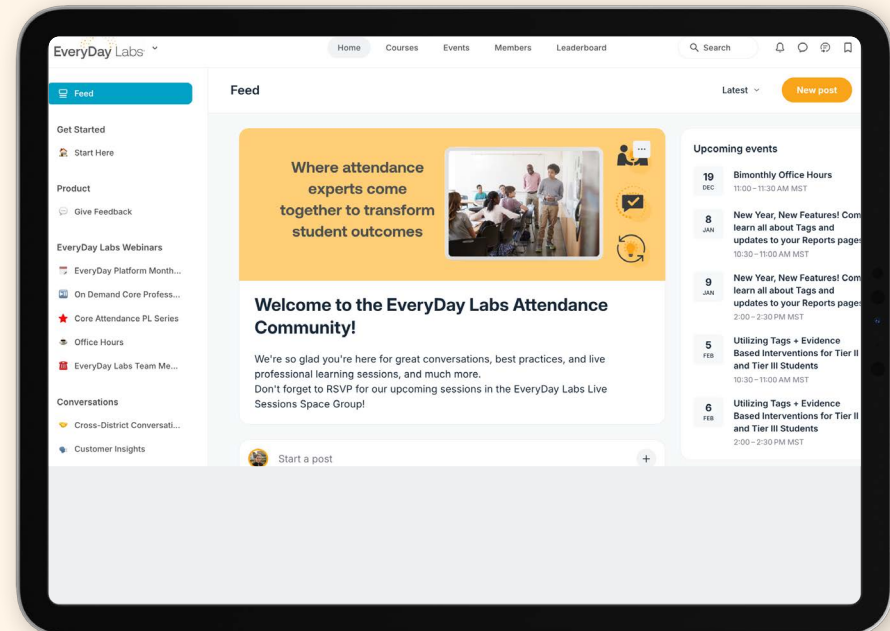 EveryDay Labs
Home
Courses
Events
Members
Leaderboard
Search
Feed
Get Started
Start Here
Product
Give Feedback
EveryDay Labs Webinars
EveryDay Platform Month...
On Demand Core Profess...
Core Attendance PL Series
Office Hours
EveryDay Labs Team Me...
Conversations
Cross-District Conversati...
Customer Insights
Feed
Latest
New post
Where attendance
experts come
together to transform
student outcomes
Welcome to the EveryDay Labs Attendance
Community!
We're so glad you're here for great conversations, best practices, and live
professional learning sessions, and much more.
Don't forget to RSVP for our upcoming sessions in the EveryDay Labs Live
Sessions Space Group!
Start a post
Upcoming events
19
DEC
Bimonthly Office Hours
11:00 – 11:30 AM MST
8
JAN
New Year, New Features! Com
learn all about Tags and
updates to your Reports pages
10:30 – 11:00 AM MST
9
JAN
New Year, New Features! Com
learn all about Tags and
updates to your Reports pages
2:00 – 2:30 PM MST
5
FEB
Utilizing Tags + Evidence
Based Interventions for Tier II
and Tier III Students
10:30 – 11:00 AM MST
6
FEB
Utilizing Tags + Evidence
Based Interventions for Tier II
and Tier III Students
2:00 – 2:30 PM MST